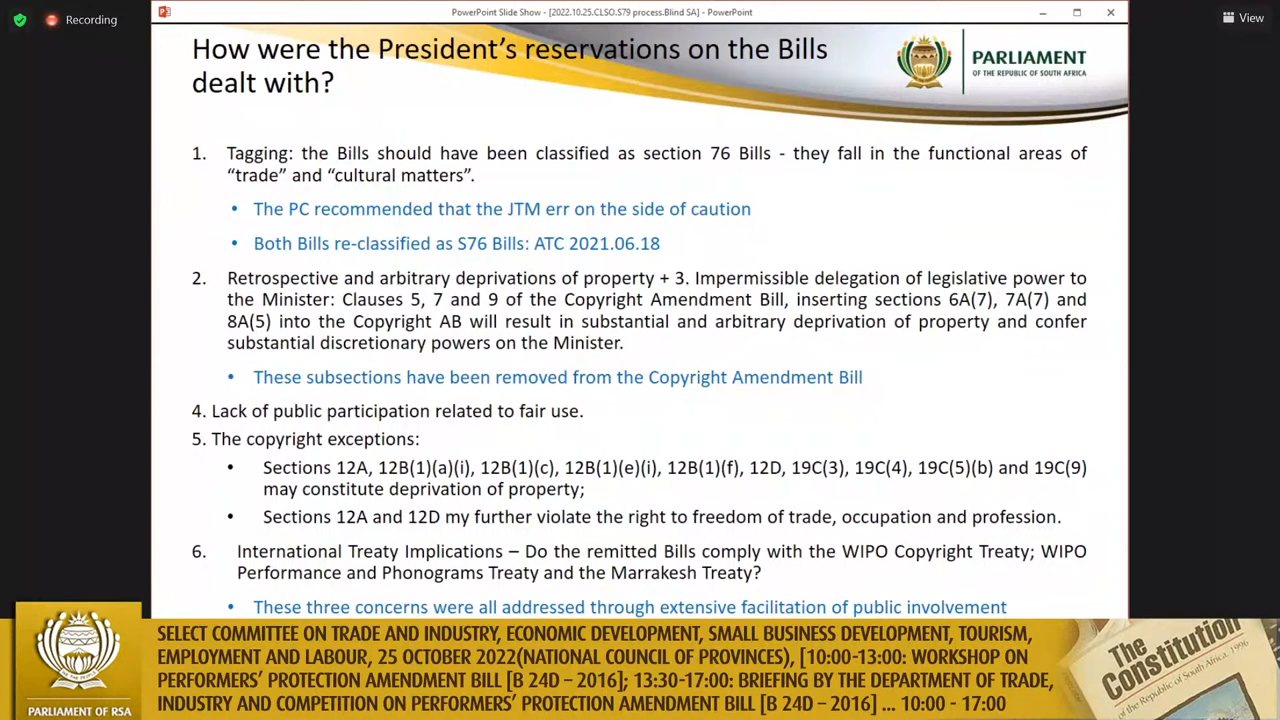 Recording
PowerPoint Slide Show - [2022.10.25.CLSO.S79 process.Blind SA] - PowerPoint
View
How were the President's reservations on the Bills
dealt with?
PARLIAMENT
OF THE REPUBLIC OF SOUTH AFRICA
1. Tagging: the Bills should have been classified as section 76 Bills - they fall in the functional areas of
“trade” and “cultural matters”.
• The PC recommended that the JTM err on the side of caution
• Both Bills re-classified as S76 Bills: ATC 2021.06.18
2. Retrospective and arbitrary deprivations of property + 3. Impermissible delegation of legislative power to
the Minister: Clauses 5, 7 and 9 of the Copyright Amendment Bill, inserting sections 6A(7), 7A(7) and
8A(5) into the Copyright AB will result in substantial and arbitrary deprivation of property and confer
substantial discretionary powers on the Minister.
• These subsections have been removed from the Copyright Amendment Bill
4. Lack of public participation related to fair use.
5. The copyright exceptions:
• Sections 12A, 12B(1)(a)(i), 12B(1)(c), 12B(1)(e)(i), 12B(1)(f), 12D, 19C(3), 19C(4), 19C(5)(b) and 19C(9)
may constitute deprivation of property;
• Sections 12A and 12D my further violate the right to freedom of trade, occupation and profession.
6. International Treaty Implications – Do the remitted Bills comply with the WIPO Copyright Treaty; WIPO
Performance and Phonograms Treaty and the Marrakesh Treaty?
• These three concerns were all addressed through extensive facilitation of public involvement
SELECT COMMITTEE ON TRADE AND INDUSTRY, ECONOMIC DEVELOPMENT, SMALL BUSINESS DEVELOPMENT, TOURISM,
EMPLOYMENT AND LABOUR, 25 OCTOBER 2022(NATIONAL COUNCIL OF PROVINCES), [10:00-13:00: WORKSHOP ON
PERFORMERS’ PROTECTION AMENDMENT BILL [B 24D – 2016]; 13:30-17:00: BRIEFING BY THE DEPARTMENT OF TRADE,
INDUSTRY AND COMPETITION ON PERFORMERS’ PROTECTION AMENDMENT BILL [B 24D – 2016] ... 10:00 - 17:00
PARLIAMENT OF RSA
The
Constitution
of the Republic of South Africa, 1996